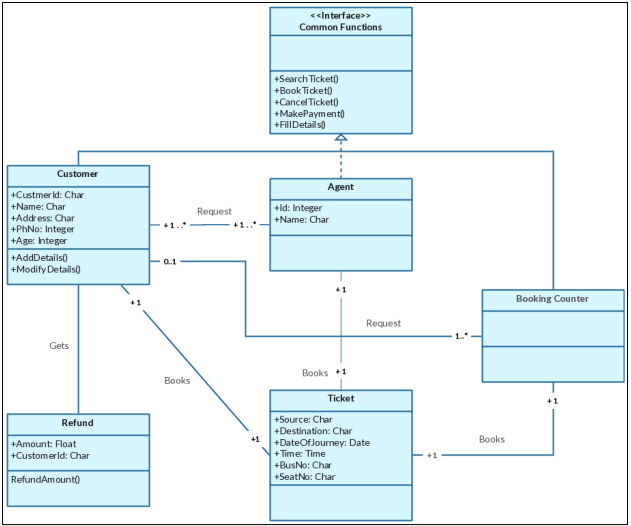 <<Interface>>
Common Functions
+SearchTicket()
+BookTicket()
+CancelTicket()
+MakePayment()
+FillDetails()
Customer
+CustmerId: Char
+Name: Char
+Address: Char
+PhNo: Integer
+Age: Integer
+AddDetails()
+ModifyDetails()
Request
+1 . .*
+1 . .*
Agent
+Id: Integer
+Name: Char
0..1
+1
+1
Booking Counter
Request
1..*
Gets
Books
Books
+1
+1
Books
+1
+1
Refund
+Amount: Float
+CustomerId: Char
RefundAmount()
Ticket
+Source: Char
+Destination: Char
+DateOfJourney: Date
+Time: Time
+BusNo: Char
+SeatNo: Char